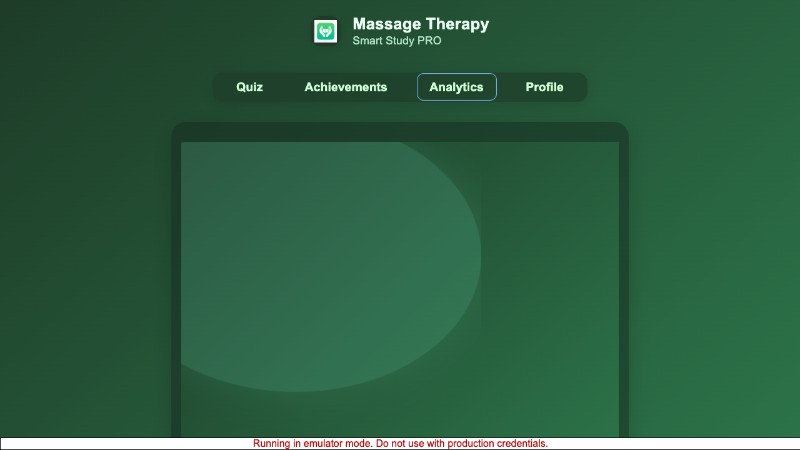 Massage Therapy
Smart Study PRO
Quiz
Achievements
Analytics
Profile
Running in emulator mode. Do not use with production credentials.